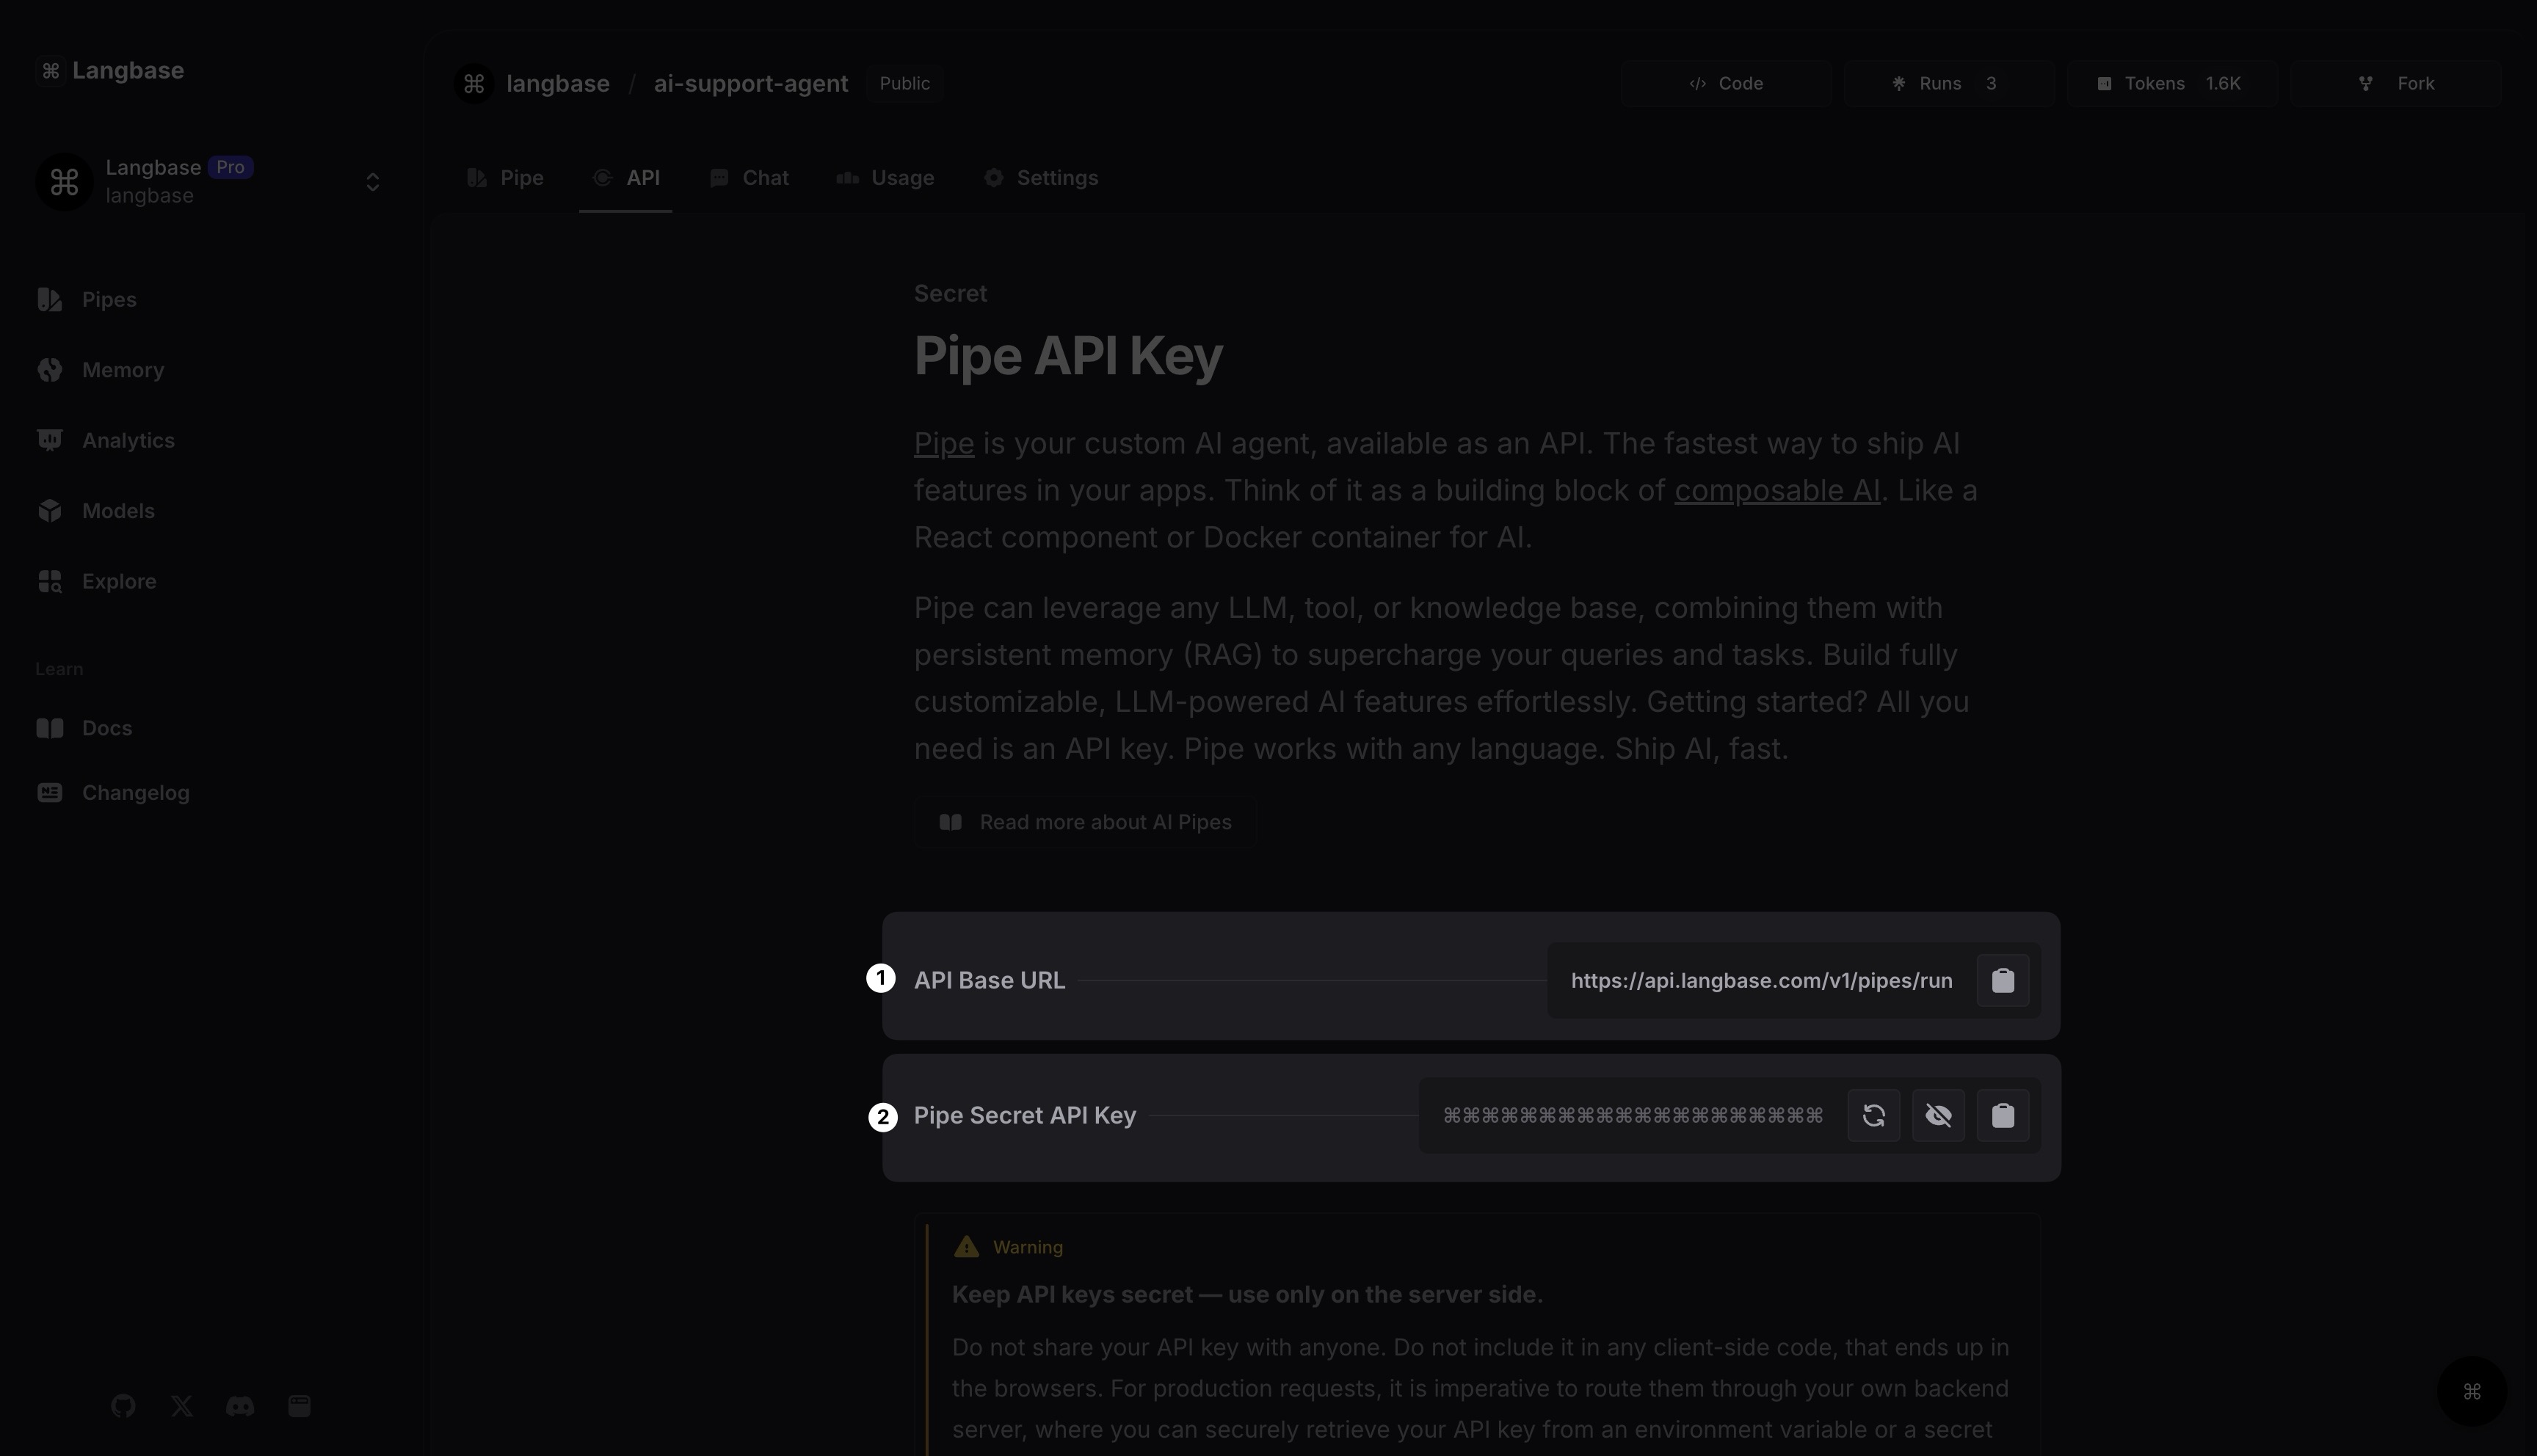 Langbase
Langbase Pro
langbase
Pipes
Memory
Analytics
Models
Explore
Learn
Docs
Changelog
langbase / ai-support-agent Public
Code
Runs 3
Tokens 1.6K
Fork
Pipe
API
Chat
Usage
Settings
Secret
Pipe API Key
Pipe is your custom AI agent, available as an API. The fastest way to ship AI
features in your apps. Think of it as a building block of composable AI. Like a
React component or Docker container for AI.
Pipe can leverage any LLM, tool, or knowledge base, combining them with
persistent memory (RAG) to supercharge your queries and tasks. Build fully
customizable, LLM-powered AI features effortlessly. Getting started? All you
need is an API key. Pipe works with any language. Ship AI, fast.
Read more about AI Pipes
1 API Base URL https://api.langbase.com/v1/pipes/run
2 Pipe Secret API Key ⌘⌘⌘⌘⌘⌘⌘⌘⌘⌘⌘⌘⌘⌘⌘⌘⌘⌘⌘⌘
Warning
Keep API keys secret — use only on the server side.
Do not share your API key with anyone. Do not include it in any client-side code, that ends up in
the browsers. For production requests, it is imperative to route them through your own backend
server, where you can securely retrieve your API key from an environment variable or a secret